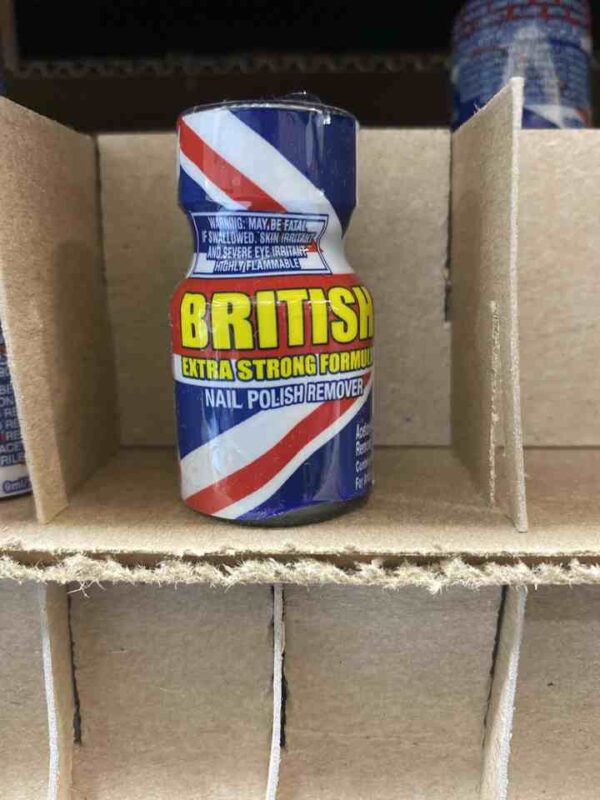 WARNING: MAY BE FATAL
IF SWALLOWED. SKIN IRRITANT
AND SEVERE EYE IRRITANT
HIGHLY FLAMMABLE
BRITISH
EXTRA STRONG FORMU
NAIL POLISH REMOVER